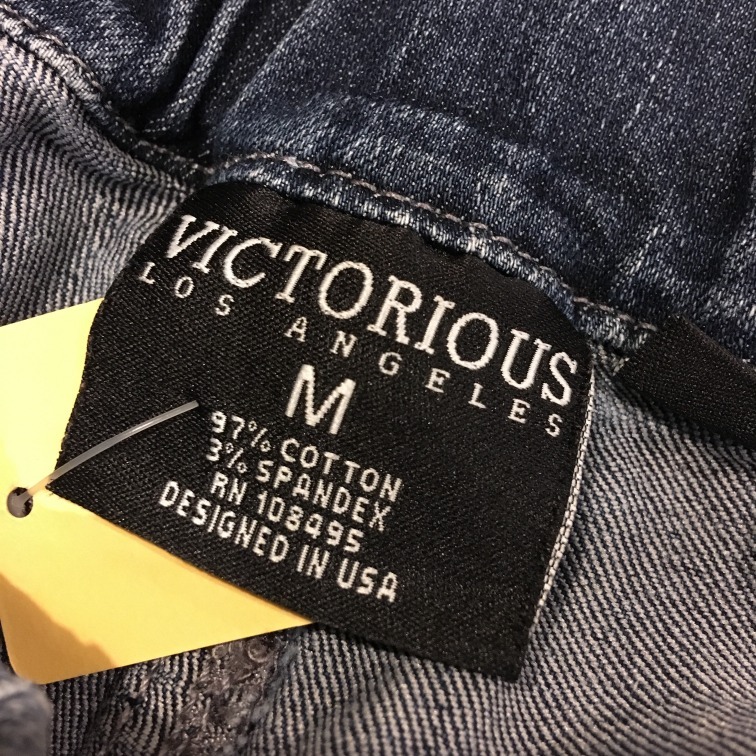 VICTORIOUS
LOS ANGELES
M
97% COTTON
3% SPANDEX
RN 108495
DESIGNED IN USA